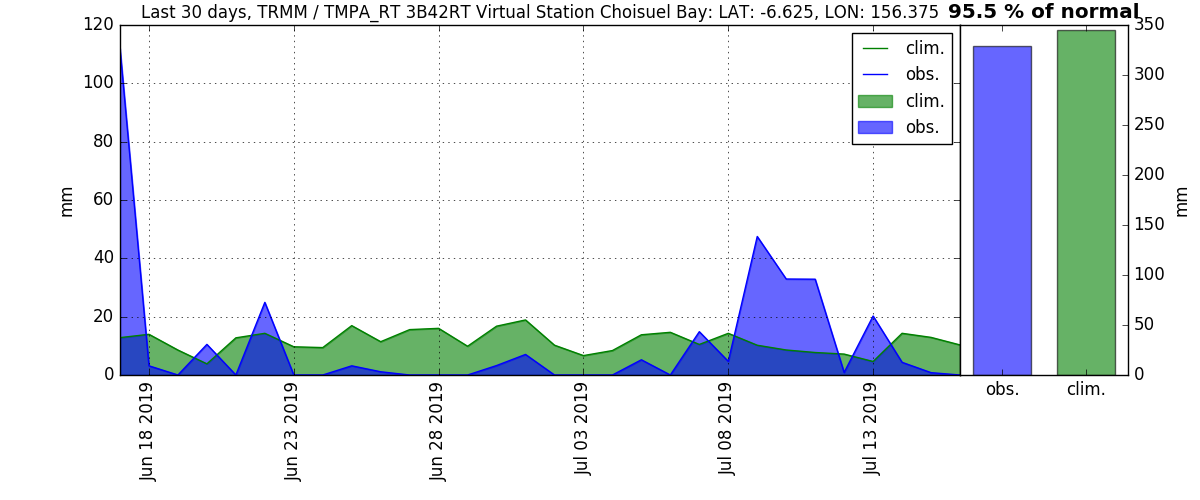 Last 30 days, TRMM / TMPA_RT 3B42RT Virtual Station Choisuel Bay: LAT: -6.625, LON: 156.375
95.5 % of normal
mm
120
100
80
60
40
20
0
clim.
obs.
clim.
obs.
Jun 18 2019
Jun 23 2019
Jun 28 2019
Jul 03 2019
Jul 08 2019
Jul 13 2019
350
300
250
200
150
100
50
0
mm
obs.
clim.